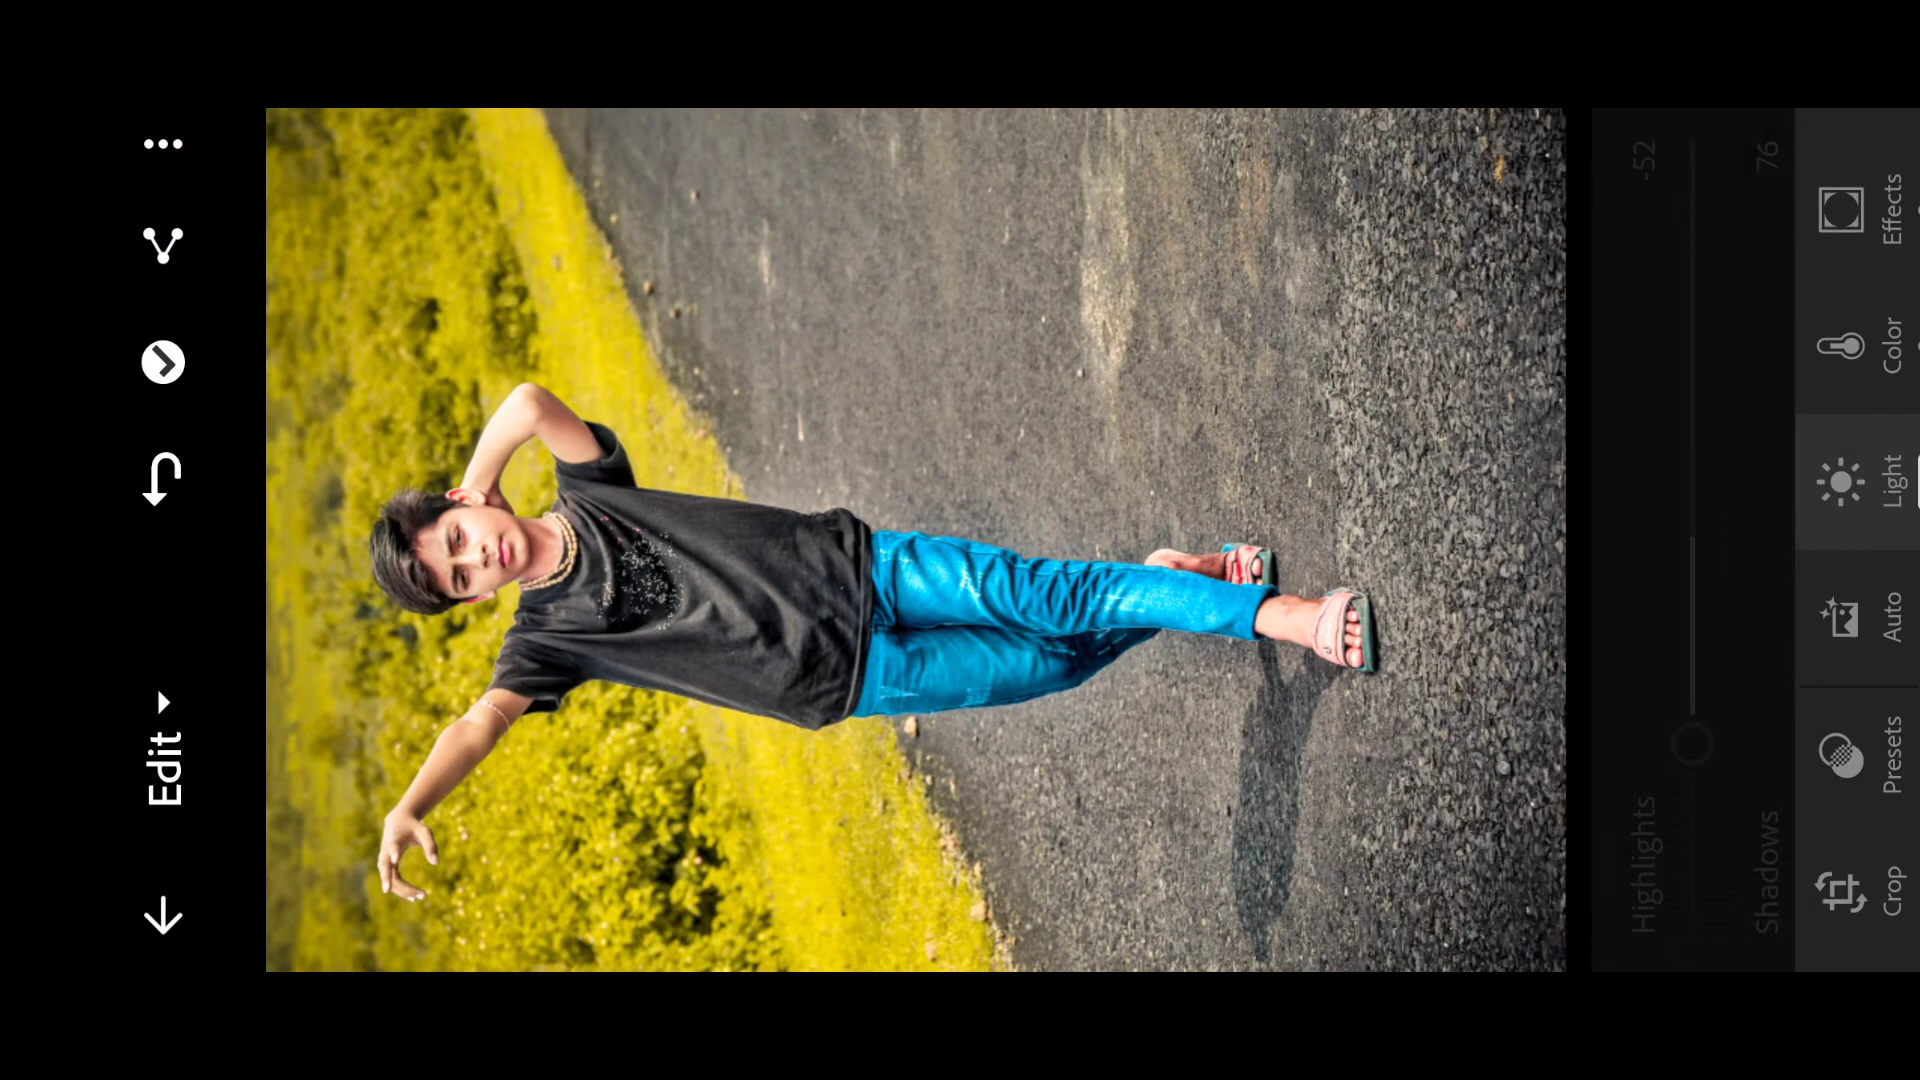 Edit
Highlights -52
Shadows 76
Crop
Presets
Auto
Light
Color
Effects